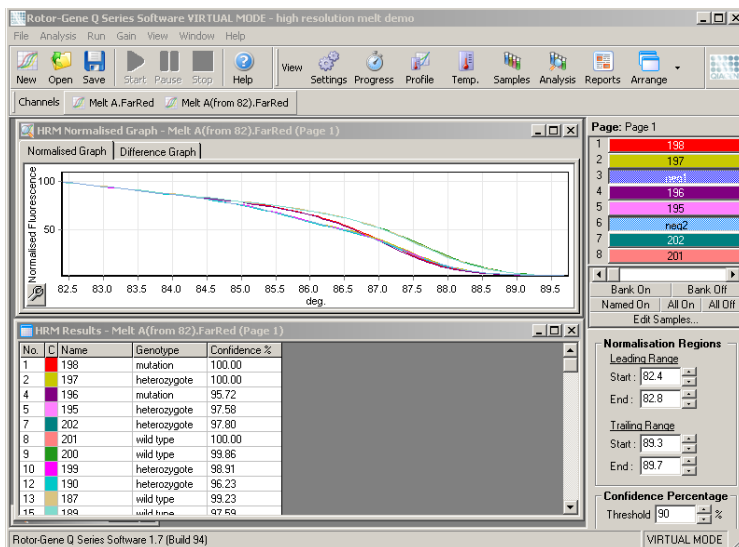 Rotor-Gene Q Series Software VIRTUAL MODE - high resolution melt demo
File Analysis Run Gain View Window Help
New Open Save Start Pause Stop Help View Settings Progress Profile Temp. Samples Analysis Reports Arrange
Channels Melt A.FarRed Melt A(from 82).FarRed
HRM Normalised Graph - Melt A(from 82).FarRed (Page 1)
Normalised Graph Difference Graph
Normalised Fluorescence
100
50
82.5 83.0 83.5 84.0 84.5 85.0 85.5 86.0 86.5 87.0 87.5 88.0 88.5 89.0 89.5
deg.
HRM Results - Melt A(from 82).FarRed (Page 1)
No. C Name Genotype Confidence %
1 198 mutation 100.00
2 197 heterozygote 100.00
4 196 mutation 95.72
5 195 heterozygote 97.58
7 202 heterozygote 97.80
8 201 wild type 100.00
9 200 wild type 99.86
10 199 heterozygote 98.91
12 190 heterozygote 96.23
13 187 wild type 99.23
15 189 wild type 97.59
Page: Page 1
1 198
2 197
3 neg1
4 196
5 195
6 neg2
7 202
8 201
Bank On Bank Off
Named On All On All Off
Edit Samples...
Normalisation Regions
Leading Range
Start : 82.4
End : 82.8
Trailing Range
Start : 89.3
End : 89.7
Confidence Percentage
Threshold 90 %
Rotor-Gene Q Series Software 1.7 (Build 94)
VIRTUAL MODE